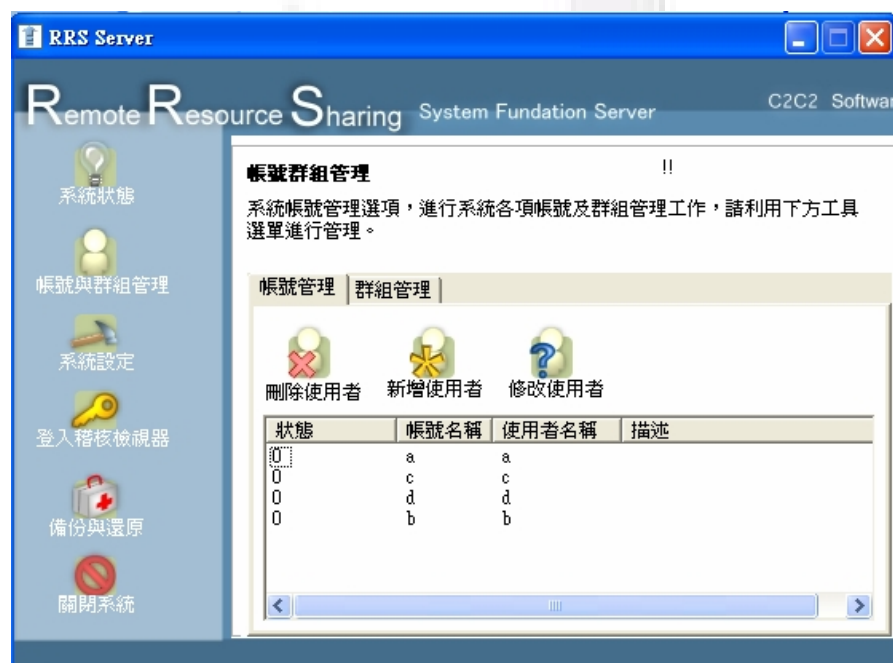 RRS Server
Remote Resource Sharing System Fundation Server C2C2 Softwar
系統狀態
帳號與群組管理
系統設定
登入稽核檢視器
備份與還原
關閉系統
帳號群組管理 !!
系統帳號管理選項，進行系統各項帳號及群組管理工作，請利用下方工具
選單進行管理。
帳號管理 群組管理
刪除使用者 新增使用者 修改使用者
狀態 帳號名稱 使用者名稱 描述
0 a a
0 c c
0 d d
0 b b